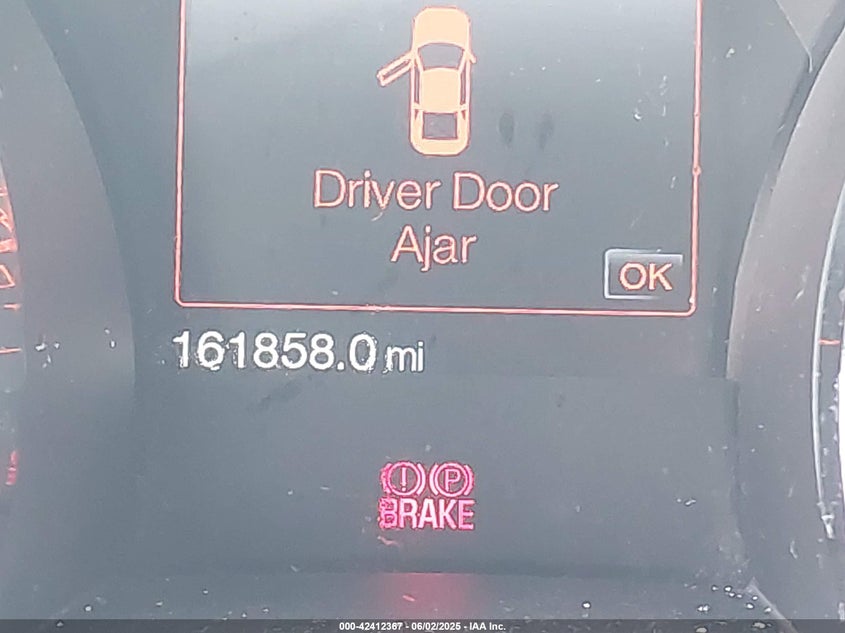 Driver Door
Ajar
OK
161858.0 mi
(!) (P)
BRAKE
000-42412367 - 06/02/2025 - IAA Inc.